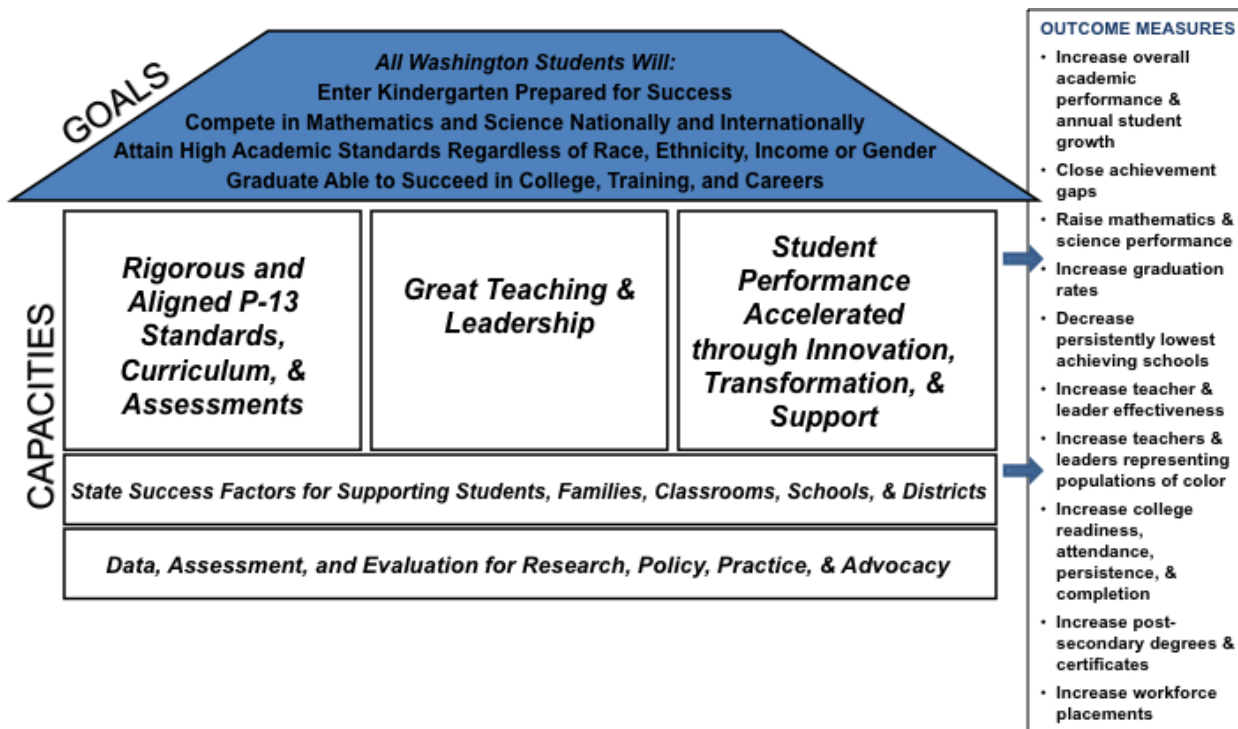 GOALS
All Washington Students Will:
Enter Kindergarten Prepared for Success
Compete in Mathematics and Science Nationally and Internationally
Attain High Academic Standards Regardless of Race, Ethnicity, Income or Gender
Graduate Able to Succeed in College, Training, and Careers
CAPACITIES
Rigorous and
Aligned P-13
Standards,
Curriculum, &
Assessments
Great Teaching &
Leadership
Student
Performance
Accelerated
through Innovation,
Transformation, &
Support
State Success Factors for Supporting Students, Families, Classrooms, Schools, & Districts
Data, Assessment, and Evaluation for Research, Policy, Practice, & Advocacy
OUTCOME MEASURES
• Increase overall
academic
performance &
annual student
growth
• Close achievement
gaps
• Raise mathematics &
science performance
• Increase graduation
rates
• Decrease
persistently lowest
achieving schools
• Increase teacher &
leader effectiveness
• Increase teachers &
leaders representing
populations of color
• Increase college
readiness,
attendance,
persistence, &
completion
• Increase post-
secondary degrees &
certificates
• Increase workforce
placements